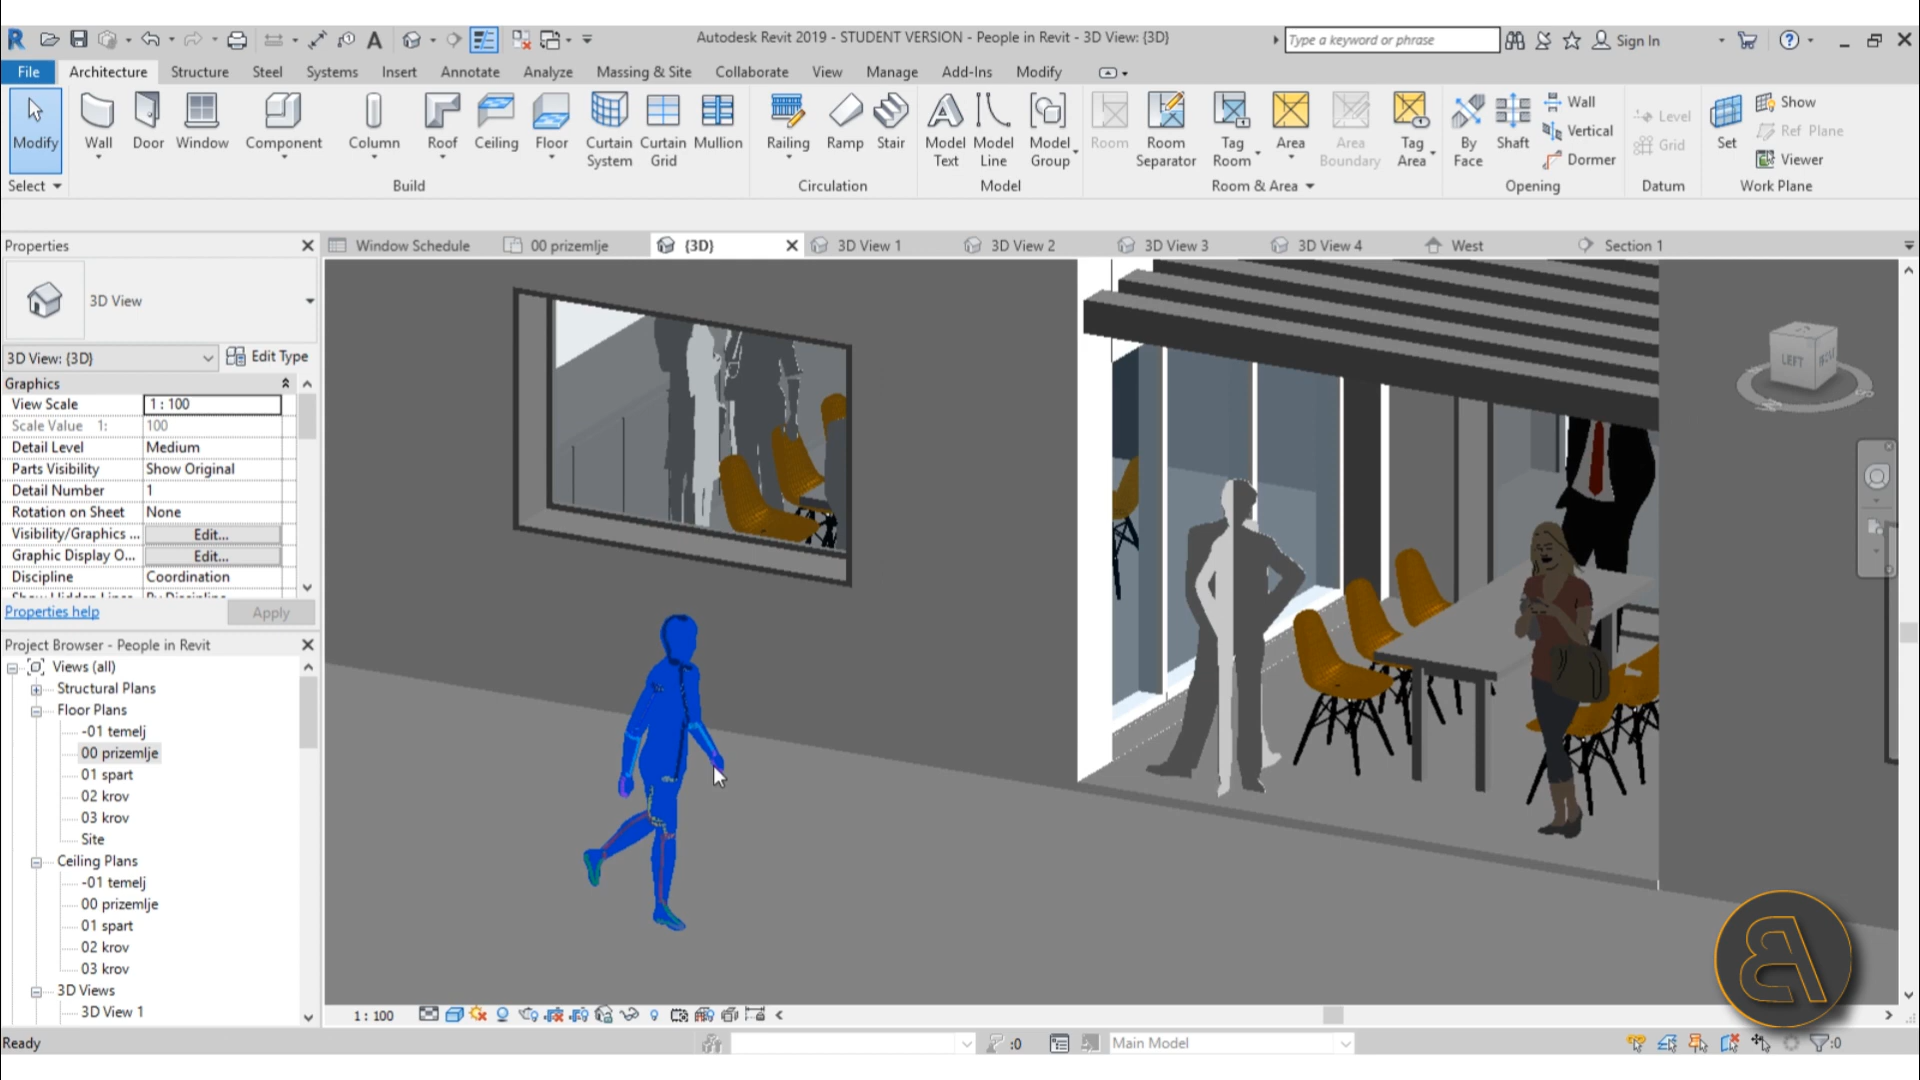 Autodesk Revit 2019 - STUDENT VERSION - People in Revit - 3D View: {3D}
Type a keyword or phrase
Sign In
File Architecture Structure Steel Systems Insert Annotate Analyze Massing & Site Collaborate View Manage Add-Ins Modify
Modify Wall Door Window Component Column Roof Ceiling Floor Curtain System Curtain Grid Mullion Railing Ramp Stair Model Text Model Line Model Group Room Room Separator Tag Room Area Area Boundary Tag Area By Face Shaft Wall Vertical Dormer Level Grid Set Show Ref Plane Viewer
Select Build Circulation Model Room & Area Opening Datum Work Plane
Properties
Window Schedule 00 prizemlje {3D} 3D View 1 3D View 2 3D View 3 3D View 4 West Section 1
3D View
3D View: {3D} Edit Type
Graphics
View Scale 1 : 100
Scale Value 1: 100
Detail Level Medium
Parts Visibility Show Original
Detail Number 1
Rotation on Sheet None
Visibility/Graphics ... Edit...
Graphic Display O... Edit...
Discipline Coordination
Properties help Apply
Project Browser - People in Revit
Views (all)
Structural Plans
Floor Plans
-01 temelj
00 prizemlje
01 sprat
02 krov
03 krov
Site
Ceiling Plans
-01 temelj
00 prizemlje
01 sprat
02 krov
03 krov
3D Views
3D View 1
LEFT
1 : 100
Ready
:0
Main Model
:0